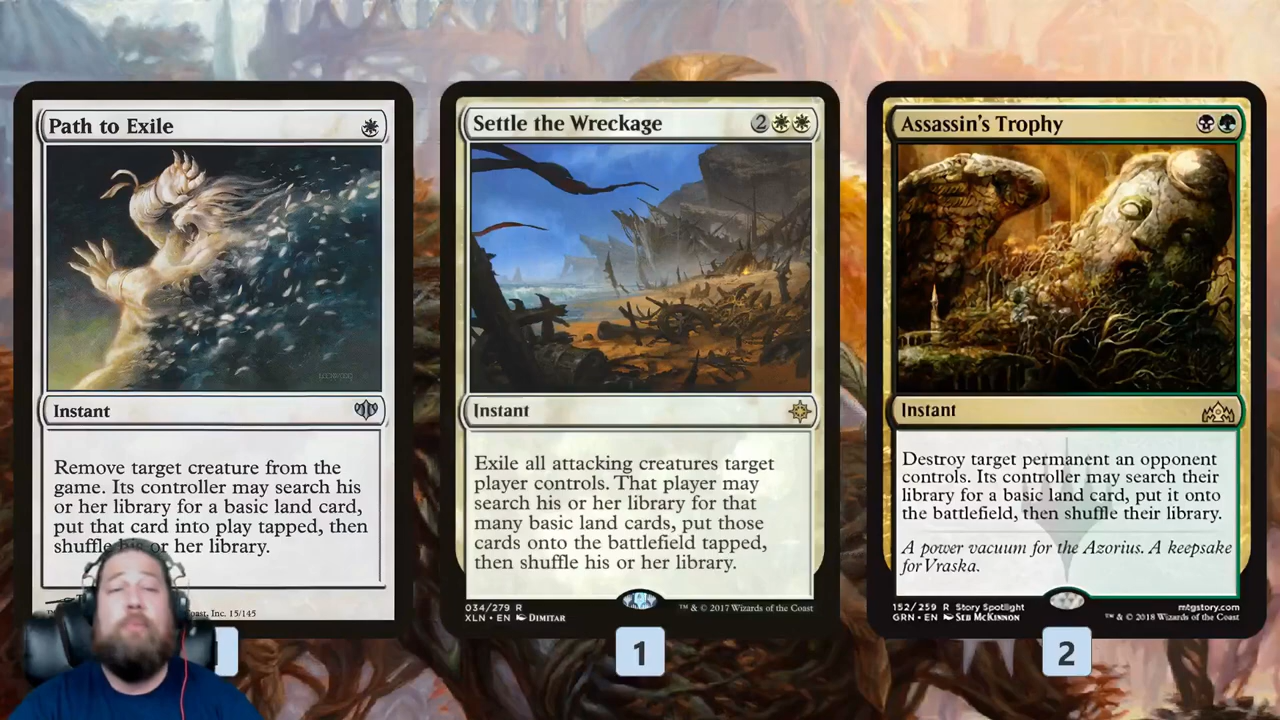 Path to Exile
Instant
Remove target creature from the
game. Its controller may search his
or her library for a basic land card,
put that card into play tapped, then
shuffle his or her library.
Coast, Inc. 15/145
Settle the Wreckage
2
Instant
Exile all attacking creatures target
player controls. That player may
search his or her library for that
many basic land cards, put those
cards onto the battlefield tapped,
then shuffle his or her library.
034/279 R
XLN • EN DIMITAR
™ & © 2017 Wizards of the Coast
1
Assassin's Trophy
Instant
Destroy target permanent an opponent
controls. Its controller may search their
library for a basic land card, put it onto
the battlefield, then shuffle their library.
A power vacuum for the Azorius. A keepsake
for Vraska.
152/259 R Story Spotlight
GRN • EN SEB MCKINNON
mtgstory.com
™ & © 2018 Wizards of the Coast
2